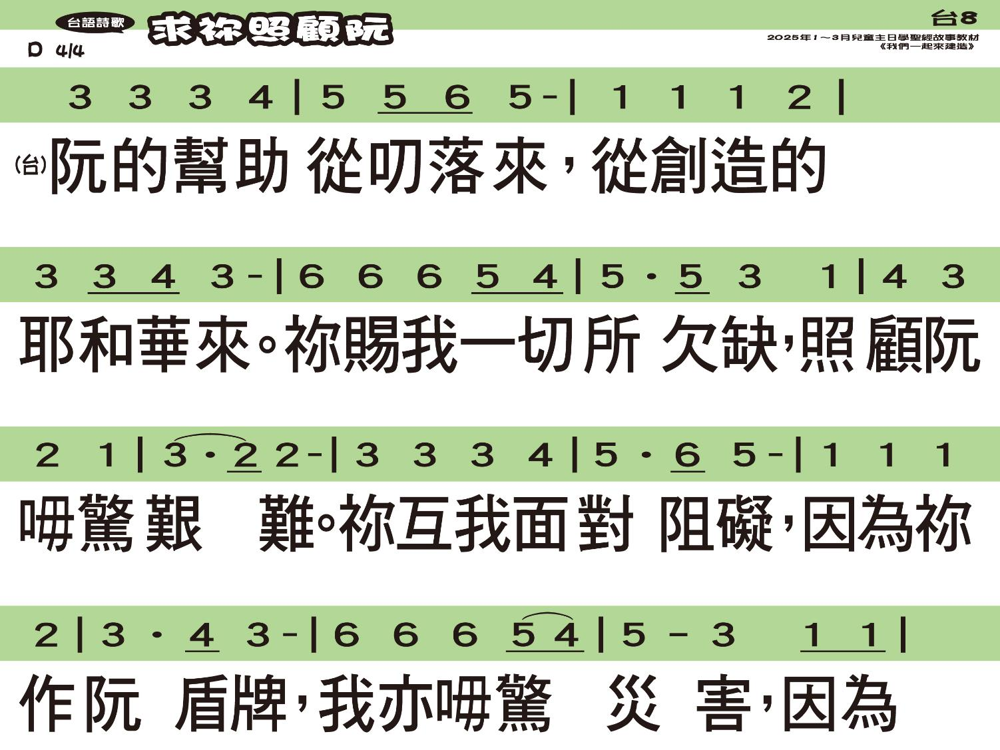 台語詩歌 求祢照顧阮 台8
2025年1～3月兒童主日學聖經故事教材
D 4/4 《我們一起來建造》
3 3 3 4 | 5 5 6 5 - | 1 1 1 2 |
(台)阮的幫助 從叨落來，從創造的
3 3 4 3 - | 6 6 6 5 4 | 5 • 5 3 1 | 4 3
耶和華來。祢賜我一切所 欠缺，照顧阮
2 1 | 3 • 2 2 - | 3 3 3 4 | 5 • 6 5 - | 1 1 1
呣驚艱 難。祢互我面對 阻礙，因為祢
2 | 3 • 4 3 - | 6 6 6 5 4 | 5 - 3 1 1 |
作阮 盾牌，我亦呣驚 災 害，因為